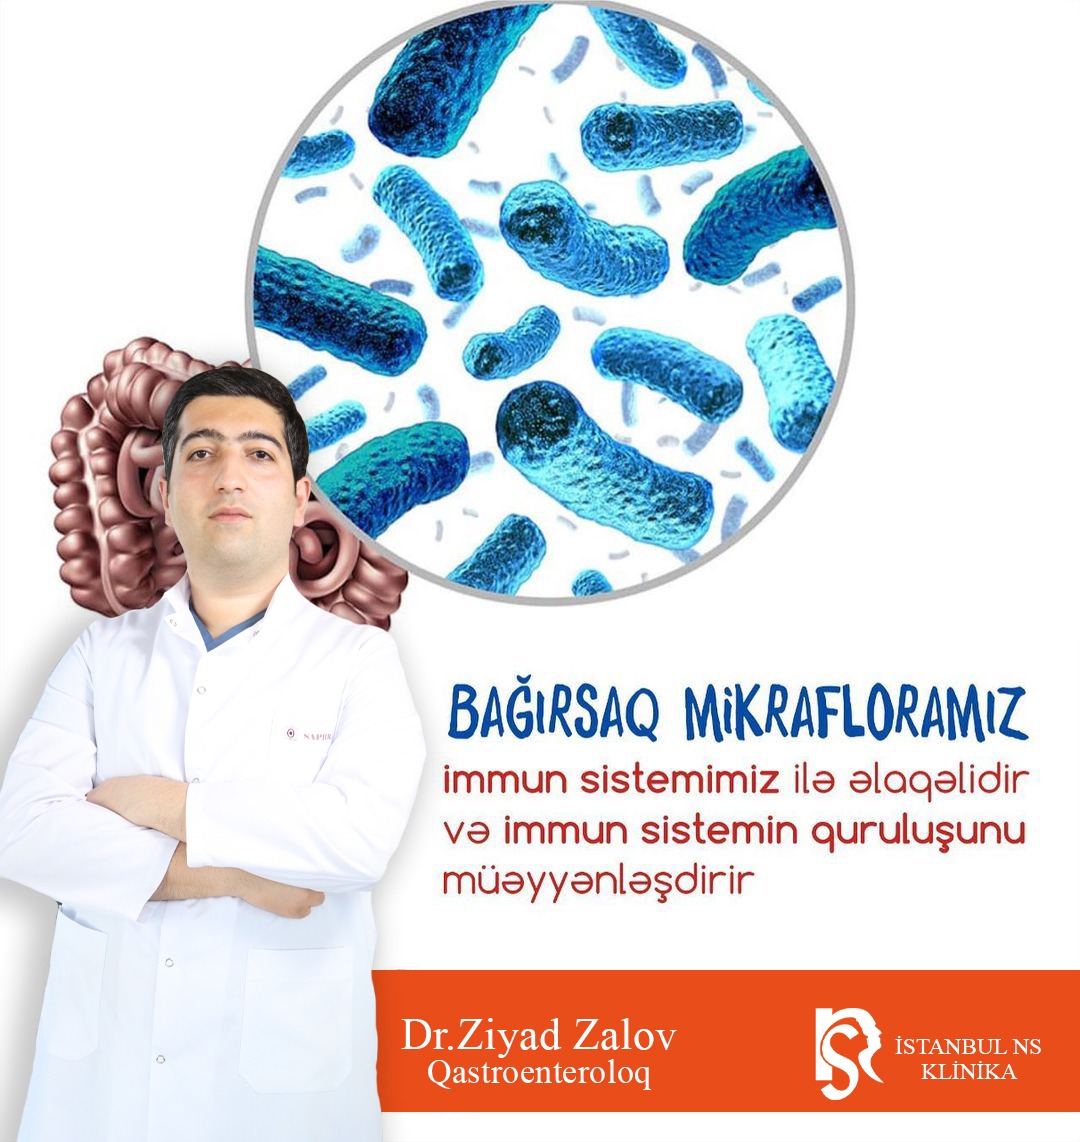 BAĞIRSAQ MİKRAFLORAMIZ
immun sistemimiz ilə əlaqəlidir
və immun sistemin quruluşunu
müəyyənləşdirir
Dr.Ziyad Zalov
Qastroenteroloq
İSTANBUL NS
KLİNİKA